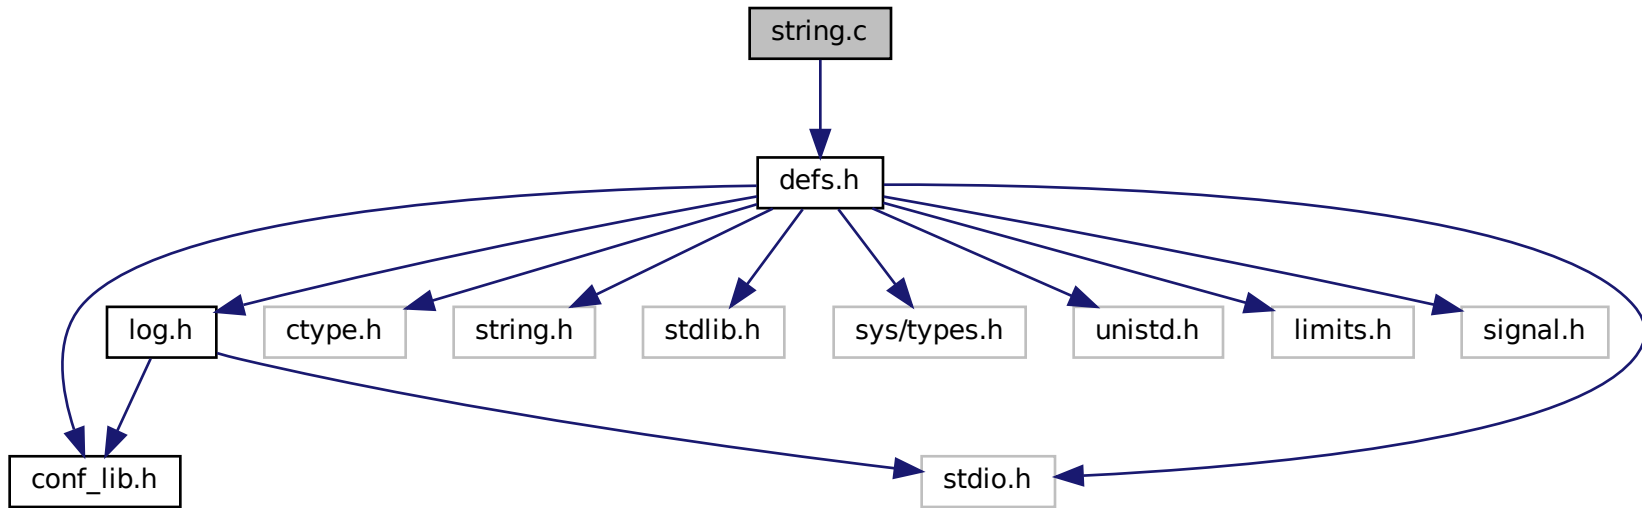 string.c
defs.h
log.h
ctype.h
string.h
stdlib.h
sys/types.h
unistd.h
limits.h
signal.h
conf_lib.h
stdio.h